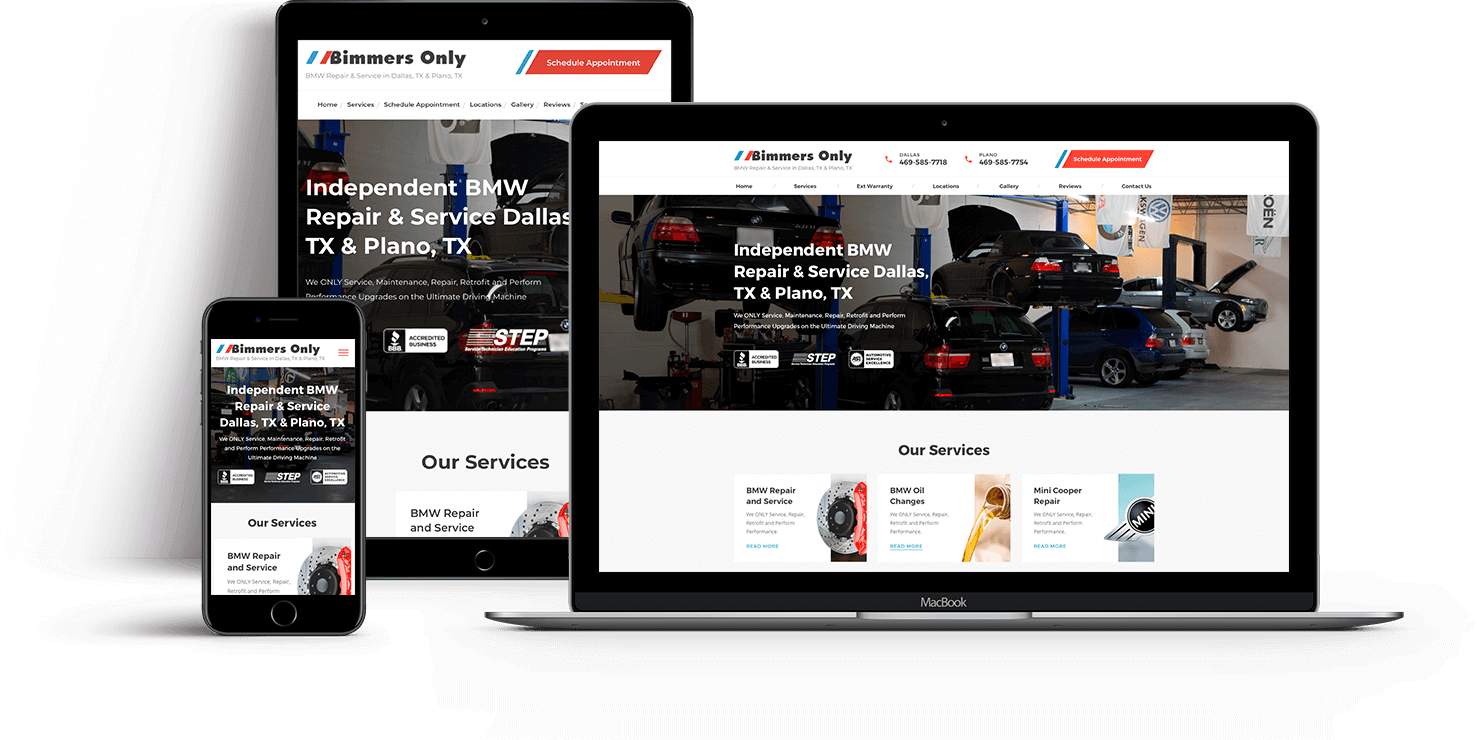 Bimmers Only
BMW Repair & Service in Dallas, TX & Plano, TX
Schedule Appointment
Home / Services / Schedule Appointment / Locations / Gallery / Reviews /
Independent BMW
Repair & Service Dallas
TX & Plano, TX
We ONLY Service, Maintenance, Repair, Retrofit and Perform
Performance Upgrades on the Ultimate Driving Machine
BBB
ACCREDITED
BUSINESS
STEP
Service Technician Education Programs
Our Services
BMW Repair
and Service
Bimmers Only
BMW Repair & Service in Dallas, TX & Plano, TX
Independent BMW
Repair & Service
Dallas, TX & Plano, TX
We ONLY Service, Maintenance, Repair, Retrofit
and Perform Performance Upgrades on the
Ultimate Driving Machine
BBB
ACCREDITED
BUSINESS
STEP
AUTOMOTIVE
SERVICE
EXCELLENCE
Our Services
BMW Repair
and Service
We ONLY Service, Repair,
Retrofit and Perform
Bimmers Only
BMW Repair & Service in Dallas, TX & Plano, TX
DALLAS
469-585-7718
PLANO
469-585-7754
Schedule Appointment
Home / Services / Ext Warranty / Locations / Gallery / Reviews / Contact Us
Independent BMW
Repair & Service Dallas,
TX & Plano, TX
We ONLY Service, Maintenance, Repair, Retrofit and Perform
Performance Upgrades on the Ultimate Driving Machine
BBB
ACCREDITED
BUSINESS
STEP
Service Technician Education Programs
ASE
AUTOMOTIVE
SERVICE
EXCELLENCE
Our Services
BMW Repair
and Service
We ONLY Service, Repair,
Retrofit and Perform
Performance.
READ MORE
BMW Oil
Changes
We ONLY Service, Repair,
Retrofit and Perform
Performance.
READ MORE
Mini Cooper
Repair
We ONLY Service, Repair,
Retrofit and Perform
Performance.
READ MORE
MINI
MacBook